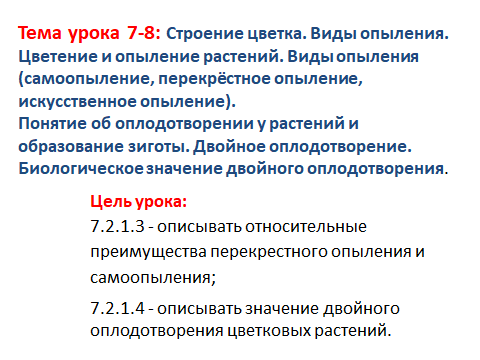 Тема урока 7-8: Строение цветка. Виды опыления.
Цветение и опыление растений. Виды опыления
(самоопыление, перекрёстное опыление,
искусственное опыление).
Понятие об оплодотворении у растений и
образование зиготы. Двойное оплодотворение.
Биологическое значение двойного оплодотворения.
Цель урока:
7.2.1.3 - описывать относительные
преимущества перекрестного опыления и
самоопыления;
7.2.1.4 - описывать значение двойного
оплодотворения цветковых растений.